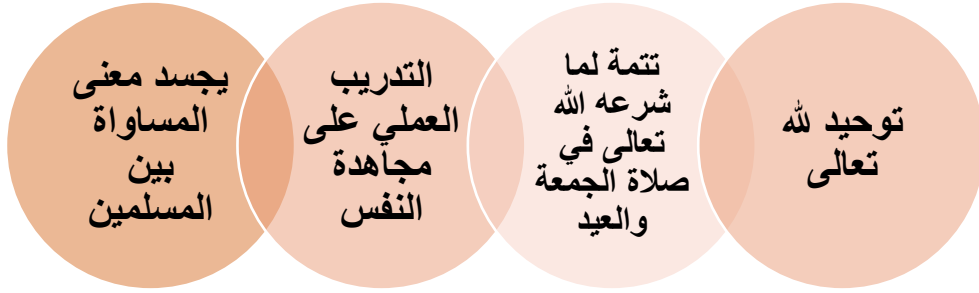 توحيد لله
تعالى
تتمة لما
شرعه الله
تعالى في
صلاة الجمعة
والعيد
التدريب
العملي على
مجاهدة
النفس
يجسد معنى
المساواة
بين
المسلمين